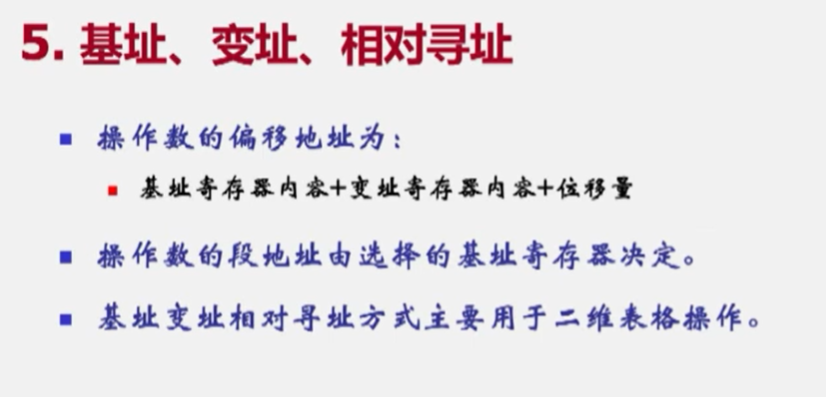 5. 基址、变址、相对寻址
操作数的偏移地址为：
基址寄存器内容+变址寄存器内容+位移量
操作数的段地址由选择的基址寄存器决定。
基址变址相对寻址方式主要用于二维表格操作。